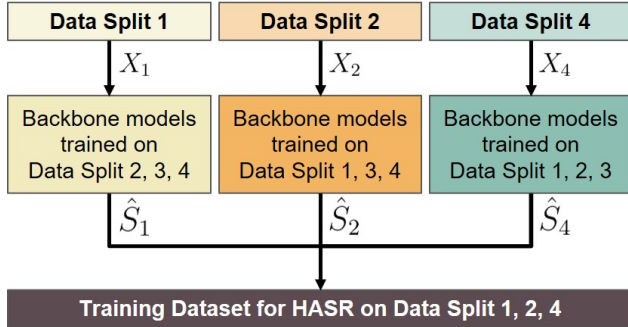 Data Split 1
Data Split 2
Data Split 4
X₁
X₂
X₄
Backbone models
trained on
Data Split 2, 3, 4
Backbone models
trained on
Data Split 1, 3, 4
Backbone models
trained on
Data Split 1, 2, 3
Ŝ₁
Ŝ₂
Ŝ₄
Training Dataset for HASR on Data Split 1, 2, 4